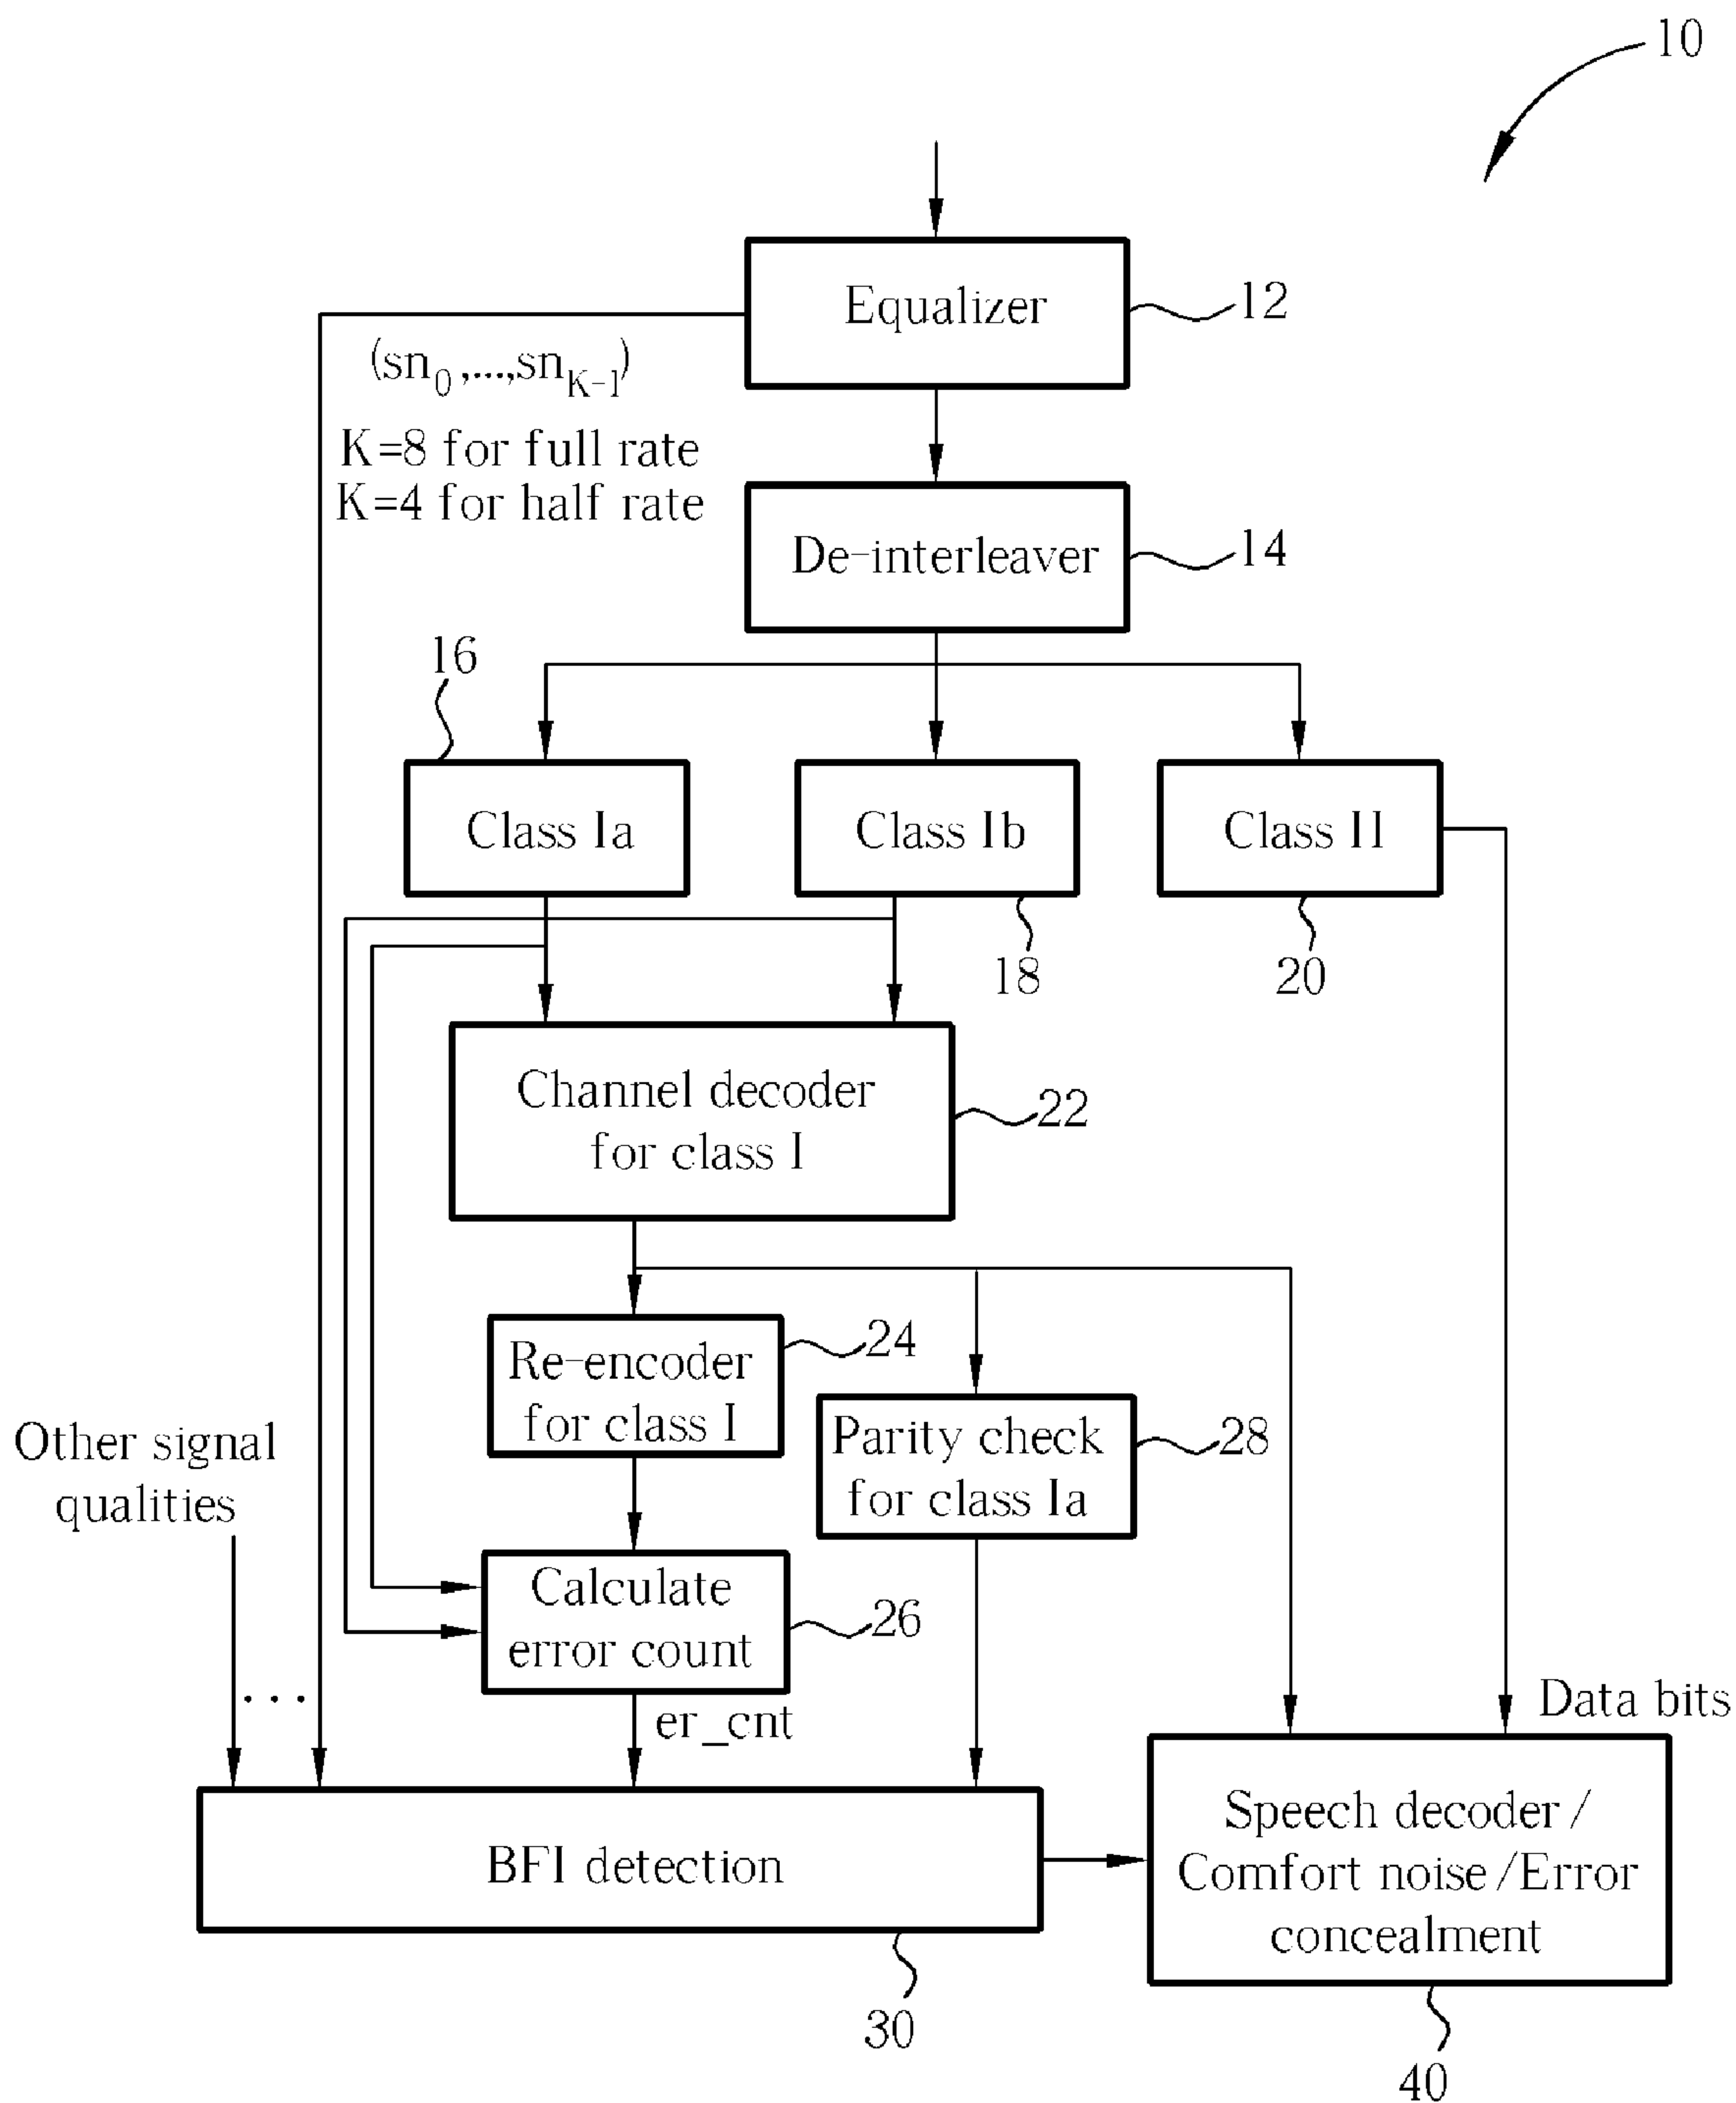 10
Equalizer
12
(sn0,...,snK-1)
K=8 for full rate
K=4 for half rate
De-interleaver
14
16
Class Ia
Class Ib
Class II
18
20
Channel decoder
for class I
22
Re-encoder
for class I
24
Parity check
for class Ia
28
Other signal
qualities
Calculate
error count
26
...
er_cnt
Data bits
BFI detection
30
Speech decoder/
Comfort noise/Error
concealment
40